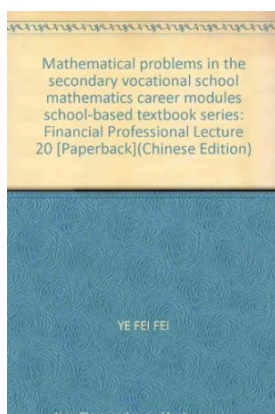 Mathematical problems in the
secondary vocational school
mathematics career modules
school-based textbook series:
Financial Professional Lecture
20 [Paperback](Chinese Edition)
YE FEI FEI